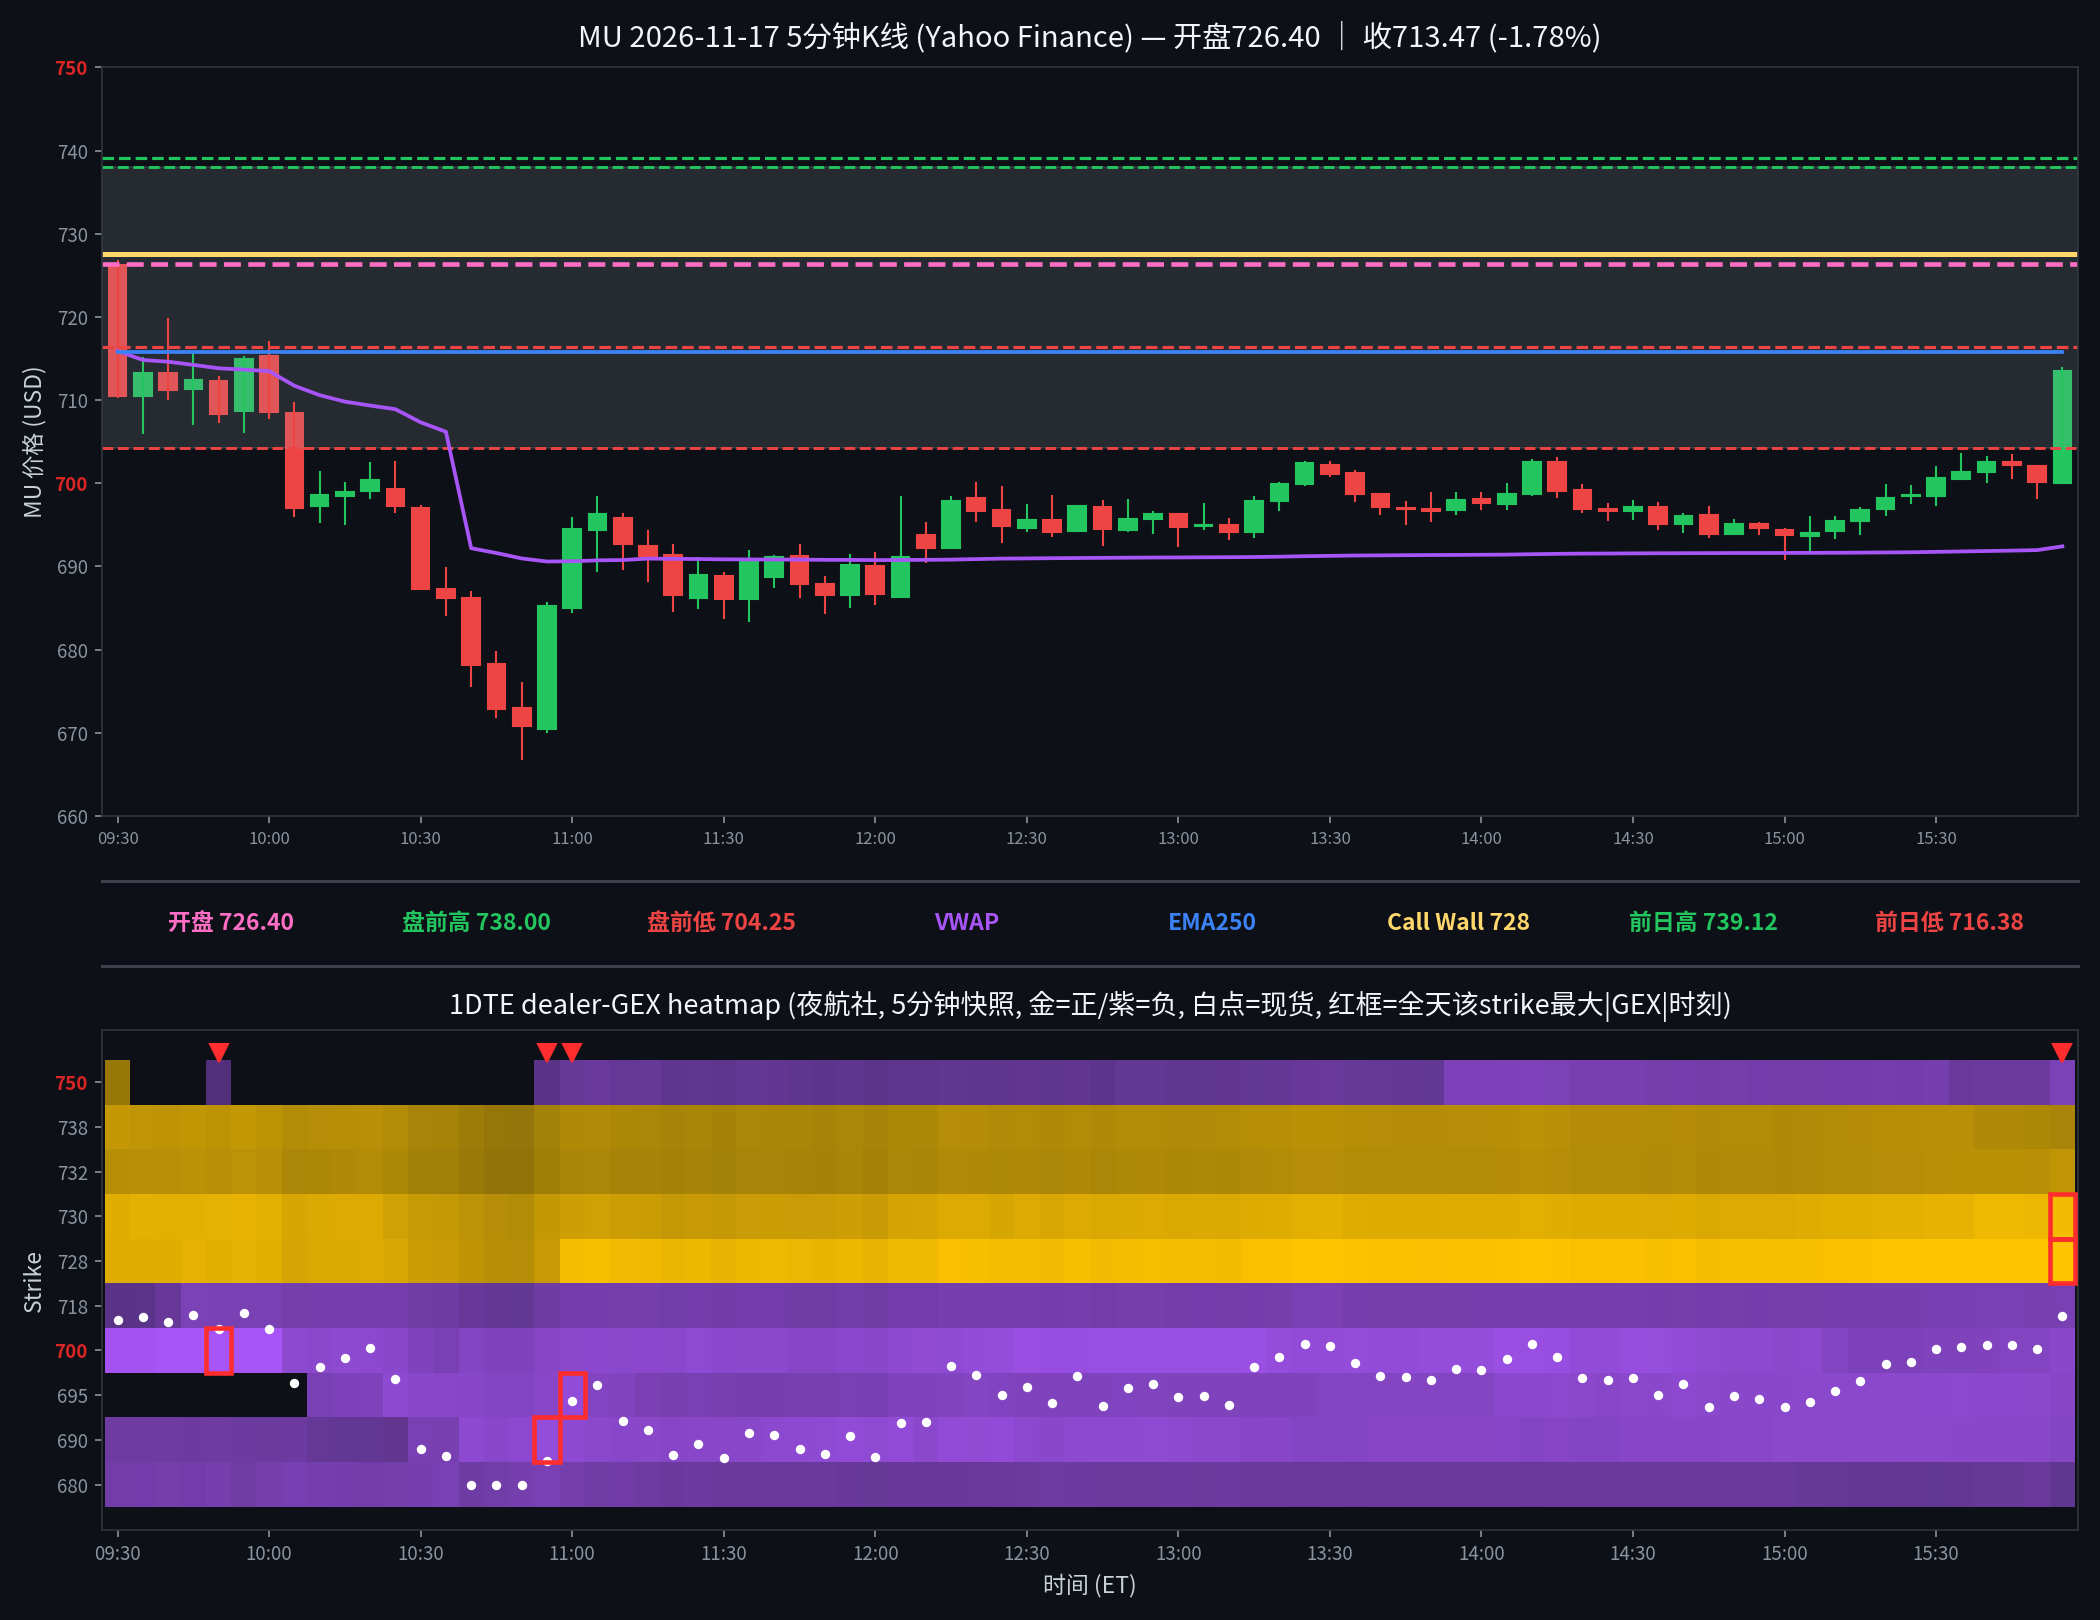 MU 2026-11-17 5分钟K线 (Yahoo Finance) — 开盘726.40 ｜ 收713.47 (-1.78%)
MU 价格 (USD)
750
740
730
720
710
700
690
680
670
660
09:30 10:00 10:30 11:00 11:30 12:00 12:30 13:00 13:30 14:00 14:30 15:00 15:30
开盘 726.40 盘前高 738.00 盘前低 704.25 VWAP EMA250 Call Wall 728 前日高 739.12 前日低 716.38
1DTE dealer-GEX heatmap (夜航社, 5分钟快照, 金=正/紫=负, 白点=现货, 红框=全天该strike最大|GEX|时刻)
Strike
750
738
732
730
728
718
700
695
690
680
09:30 10:00 10:30 11:00 11:30 12:00 12:30 13:00 13:30 14:00 14:30 15:00 15:30
时间 (ET)